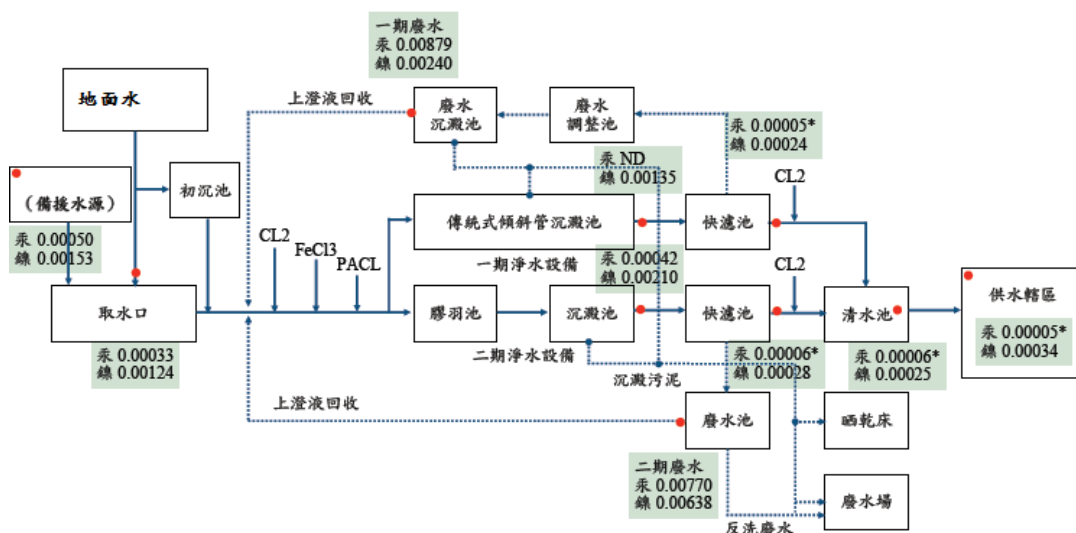 一期廢水
汞 0.00879
鎳 0.00240
地面水
上澄液回收
廢水
沉澱池
廢水
調整池
汞 0.00005*
鎳 0.00024
(備援水源)
初沉池
汞 ND
鎳 0.00135
CL2
汞 0.00050
鎳 0.00153
CL2
FeCl3
PACL
傳統式傾斜管沉澱池
快濾池
一期淨水設備
汞 0.00042
鎳 0.00210
CL2
取水口
膠羽池
沉澱池
快濾池
清水池
供水轄區
汞 0.00005*
鎳 0.00034
汞 0.00033
鎳 0.00124
二期淨水設備
沉澱污泥
汞 0.00006*
鎳 0.00028
汞 0.00006*
鎳 0.00025
上澄液回收
廢水池
晒乾床
二期廢水
汞 0.00770
鎳 0.00638
廢水場
反洗廢水